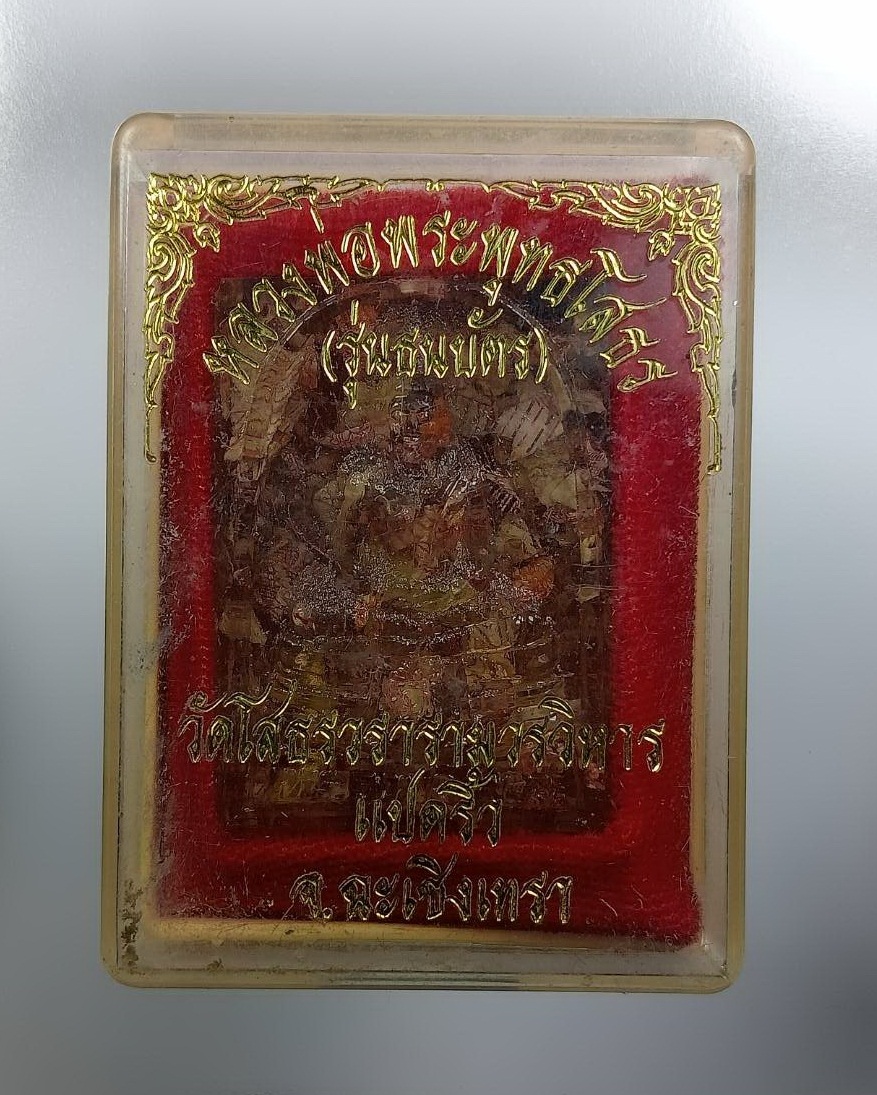 หลวงพ่อพระพุทธโสธร
(รุ่นธนบัตร)
วัดโสธรวรารามวรวิหาร
แปดริ้ว
จ.ฉะเชิงเทรา